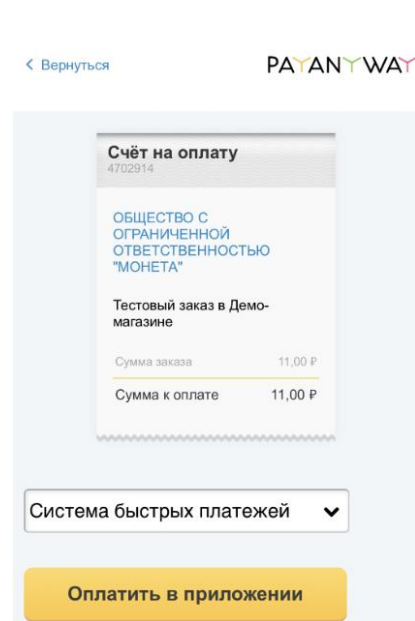 Вернуться
PAYANYWAY
Счёт на оплату
4702914
ОБЩЕСТВО С
ОГРАНИЧЕННОЙ
ОТВЕТСТВЕННОСТЬЮ
"МОНЕТА"
Тестовый заказ в Демо-
магазине
Сумма заказа 11,00 ₽
Сумма к оплате 11,00 ₽
Система быстрых платежей
Оплатить в приложении